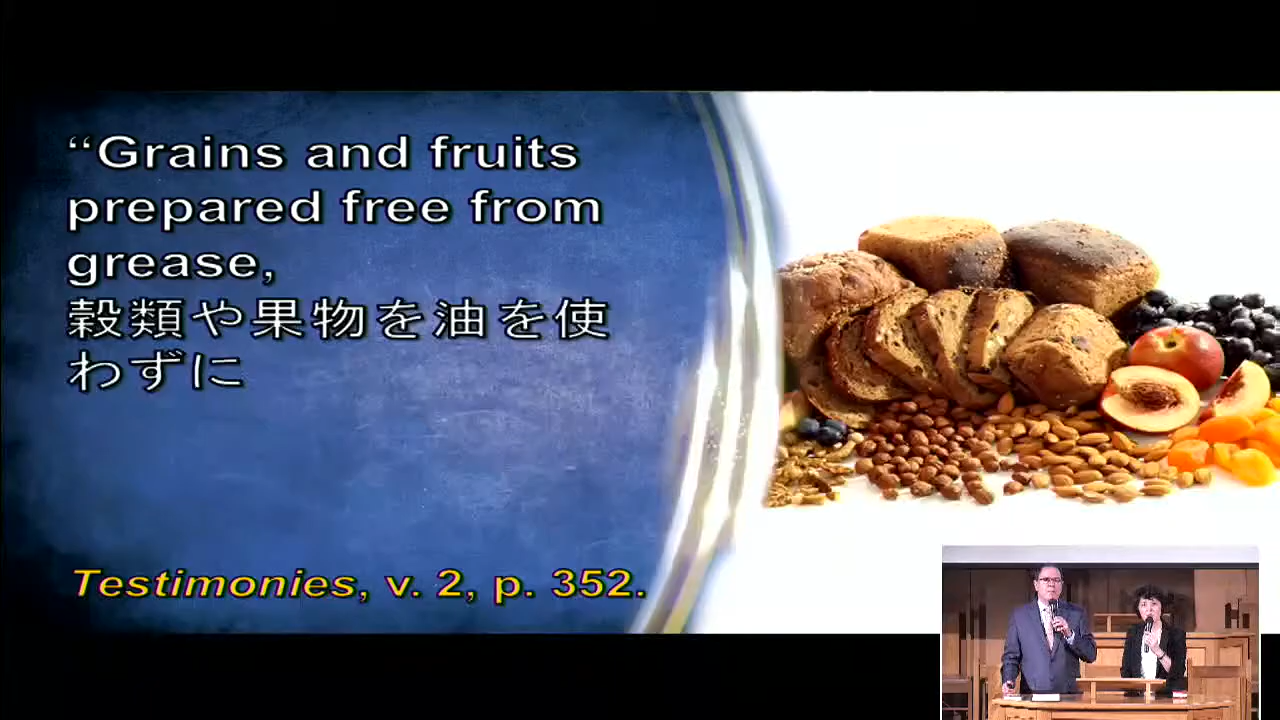 “Grains and fruits
prepared free from
grease,
穀類や果物を油を使
わずに
Testimonies, v. 2, p. 352.